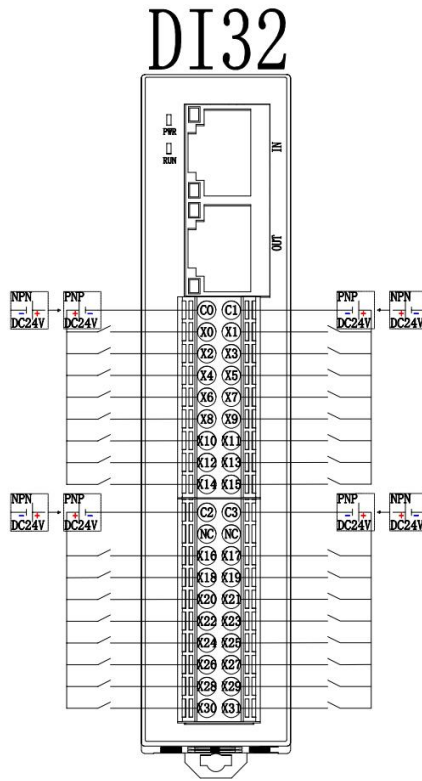 DI32
PWR
RUN
IN
OUT
NPN PNP C0 C1 PNP NPN
DC24V DC24V X0 X1 DC24V DC24V
X2 X3
X4 X5
X6 X7
X8 X9
X10 X11
X12 X13
X14 X15
NPN PNP C2 C3 PNP NPN
DC24V DC24V NC NC DC24V DC24V
X16 X17
X18 X19
X20 X21
X22 X23
X24 X25
X26 X27
X28 X29
X30 X31